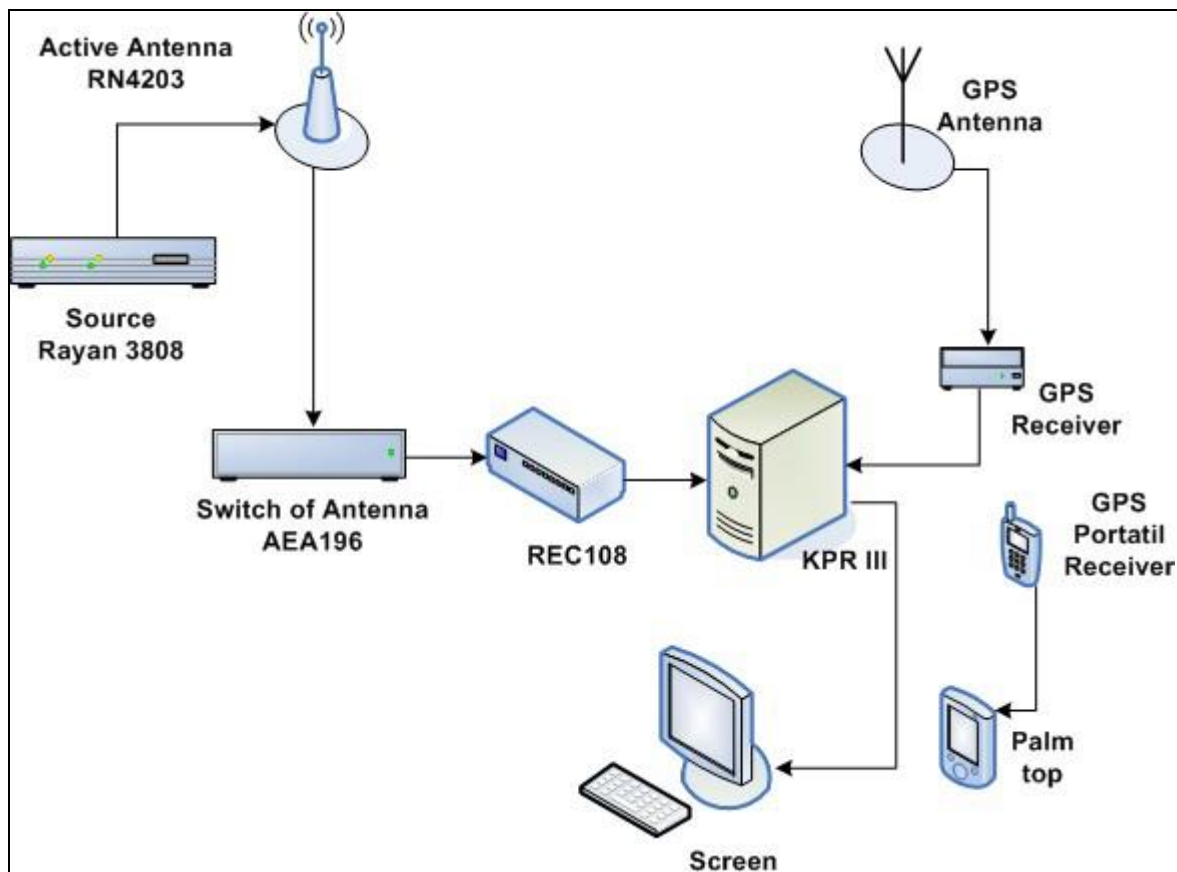 Active Antenna
RN4203
GPS
Antenna
Source
Rayan 3808
GPS
Receiver
Switch of Antenna
AEA196
REC108
KPR III
GPS
Portatil
Receiver
Palm
top
Screen